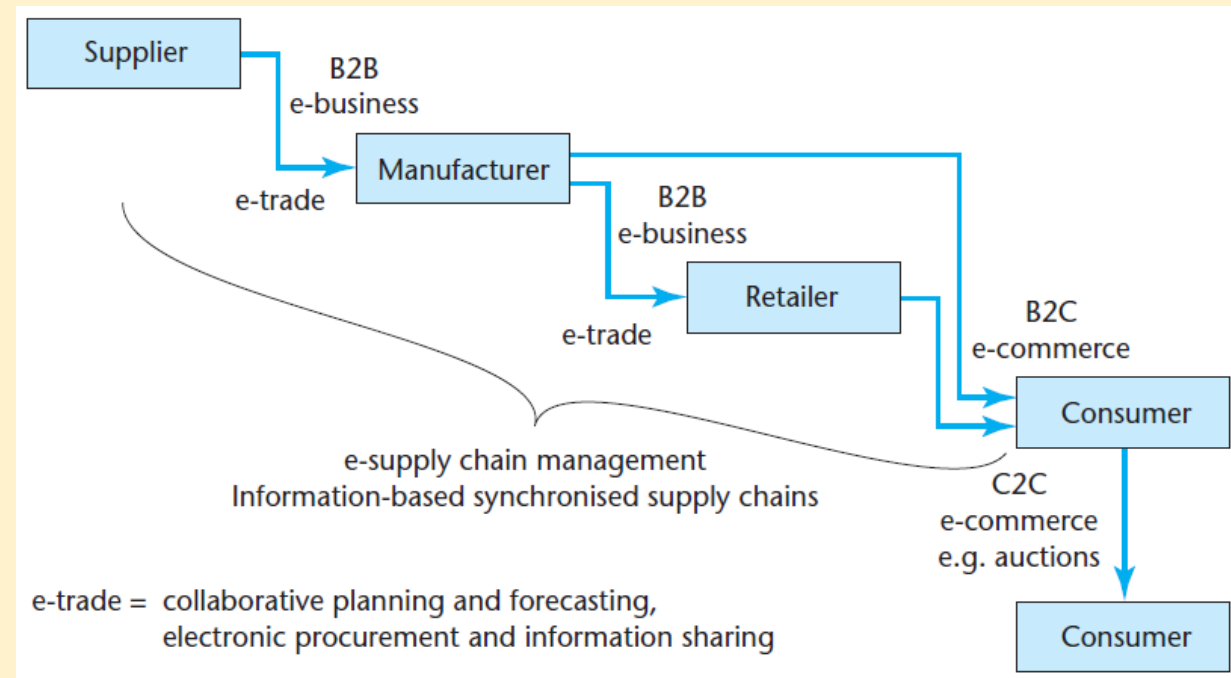 Supplier
B2B
e-business
Manufacturer
e-trade
B2B
e-business
Retailer
e-trade
B2C
e-commerce
Consumer
e-supply chain management
Information-based synchronised supply chains
C2C
e-commerce
e.g. auctions
e-trade = collaborative planning and forecasting,
electronic procurement and information sharing
Consumer